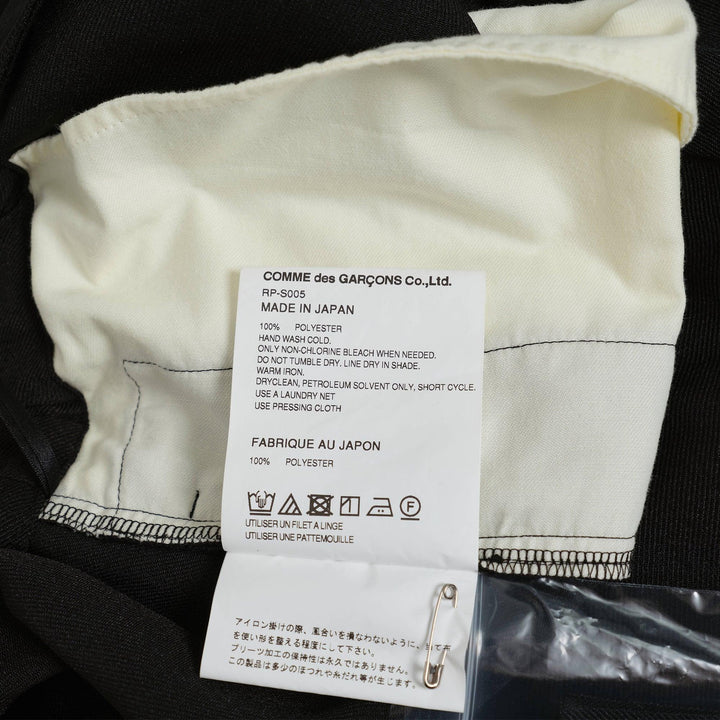 COMME des GARÇONS Co.,Ltd.
RP-S005
MADE IN JAPAN
100% POLYESTER
HAND WASH COLD.
ONLY NON-CHLORINE BLEACH WHEN NEEDED.
DO NOT TUMBLE DRY. LINE DRY IN SHADE.
WARM IRON.
DRYCLEAN, PETROLEUM SOLVENT ONLY, SHORT CYCLE.
USE A LAUNDRY NET
USE PRESSING CLOTH
FABRIQUE AU JAPON
100% POLYESTER
F
UTILISER UN FILET A LINGE
UTILISER UNE PATTEMOUILLE
アイロン掛けの際、風合いを損なわないように、当て布
を使い形を整える程度にして下さい。
プリーツ加工の保持性は永久ではありません。
この製品は多少のほつれや糸だれ等が生じます。